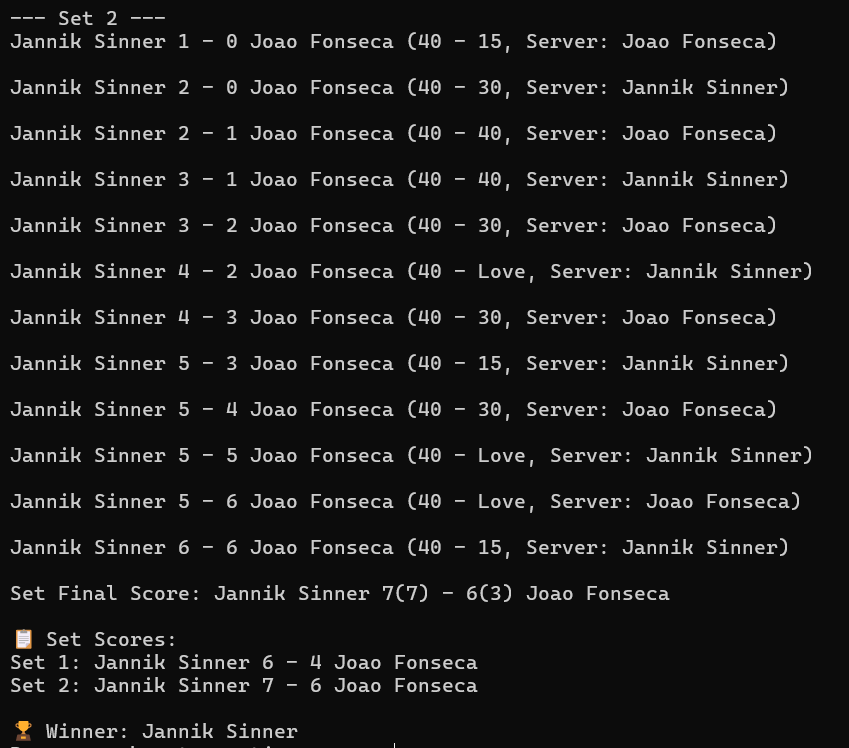 --- Set 2 ---
Jannik Sinner 1 - 0 Joao Fonseca (40 - 15, Server: Joao Fonseca)
Jannik Sinner 2 - 0 Joao Fonseca (40 - 30, Server: Jannik Sinner)
Jannik Sinner 2 - 1 Joao Fonseca (40 - 40, Server: Joao Fonseca)
Jannik Sinner 3 - 1 Joao Fonseca (40 - 40, Server: Jannik Sinner)
Jannik Sinner 3 - 2 Joao Fonseca (40 - 30, Server: Joao Fonseca)
Jannik Sinner 4 - 2 Joao Fonseca (40 - Love, Server: Jannik Sinner)
Jannik Sinner 4 - 3 Joao Fonseca (40 - 30, Server: Joao Fonseca)
Jannik Sinner 5 - 3 Joao Fonseca (40 - 15, Server: Jannik Sinner)
Jannik Sinner 5 - 4 Joao Fonseca (40 - 30, Server: Joao Fonseca)
Jannik Sinner 5 - 5 Joao Fonseca (40 - Love, Server: Jannik Sinner)
Jannik Sinner 5 - 6 Joao Fonseca (40 - Love, Server: Joao Fonseca)
Jannik Sinner 6 - 6 Joao Fonseca (40 - 15, Server: Jannik Sinner)
Set Final Score: Jannik Sinner 7(7) - 6(3) Joao Fonseca
📋 Set Scores:
Set 1: Jannik Sinner 6 - 4 Joao Fonseca
Set 2: Jannik Sinner 7 - 6 Joao Fonseca
🏆 Winner: Jannik Sinner